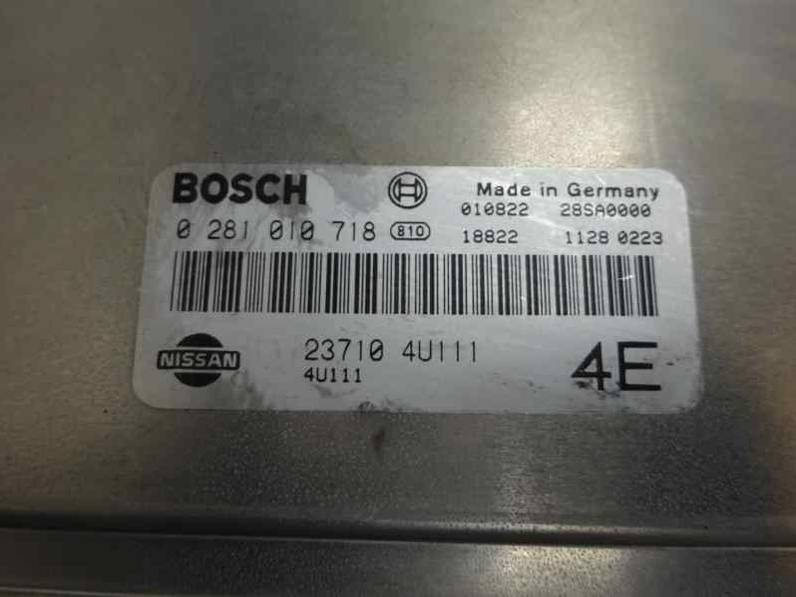 BOSCH Made in Germany
010822 28SA0000
0 281 010 718 810 18822 1128 0223
NISSAN 23710 4U111 4E
4U111